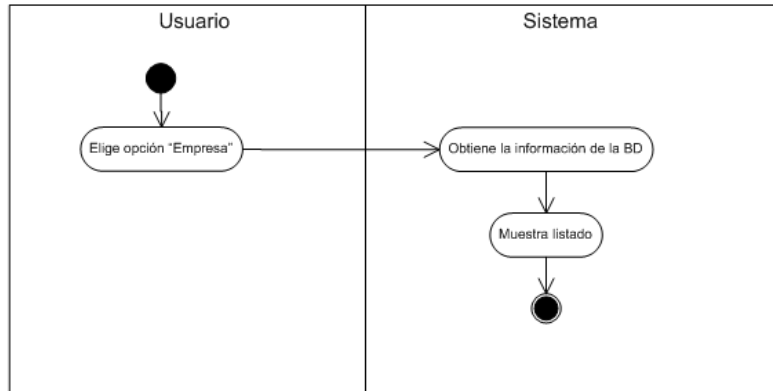 Usuario
Sistema
Elige opción "Empresa"
Obtiene la información de la BD
Muestra listado